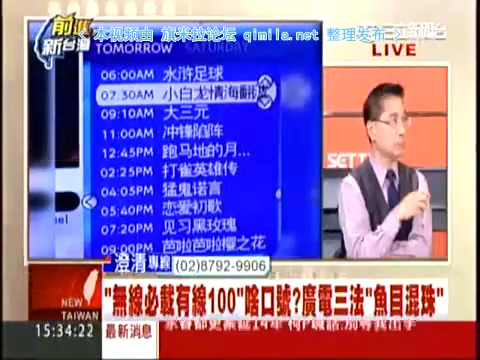 < 本视频由 旗米拉论坛 qimila.net 整理发布 >
前進
新台灣
LIVE
TOMORROW SATURDAY
06:00AM 水浒足球
07:30AM 小白龙情海翻
09:10AM 大三元
11:00AM 冲锋陷阵
12:45PM 跑马地的月...
02:25PM 打雀英雄传
04:05PM 猛鬼诺言
05:40PM 恋爱初歌
07:20PM 见习黑玫瑰
09:00PM 芭啦芭啦樱之花
SET
澄清專線 (02)8792-9906
"無線必載有線100"啥口號?廣電三法"魚目混珠"
NEW TAIWAN
15:34:22 最新消息